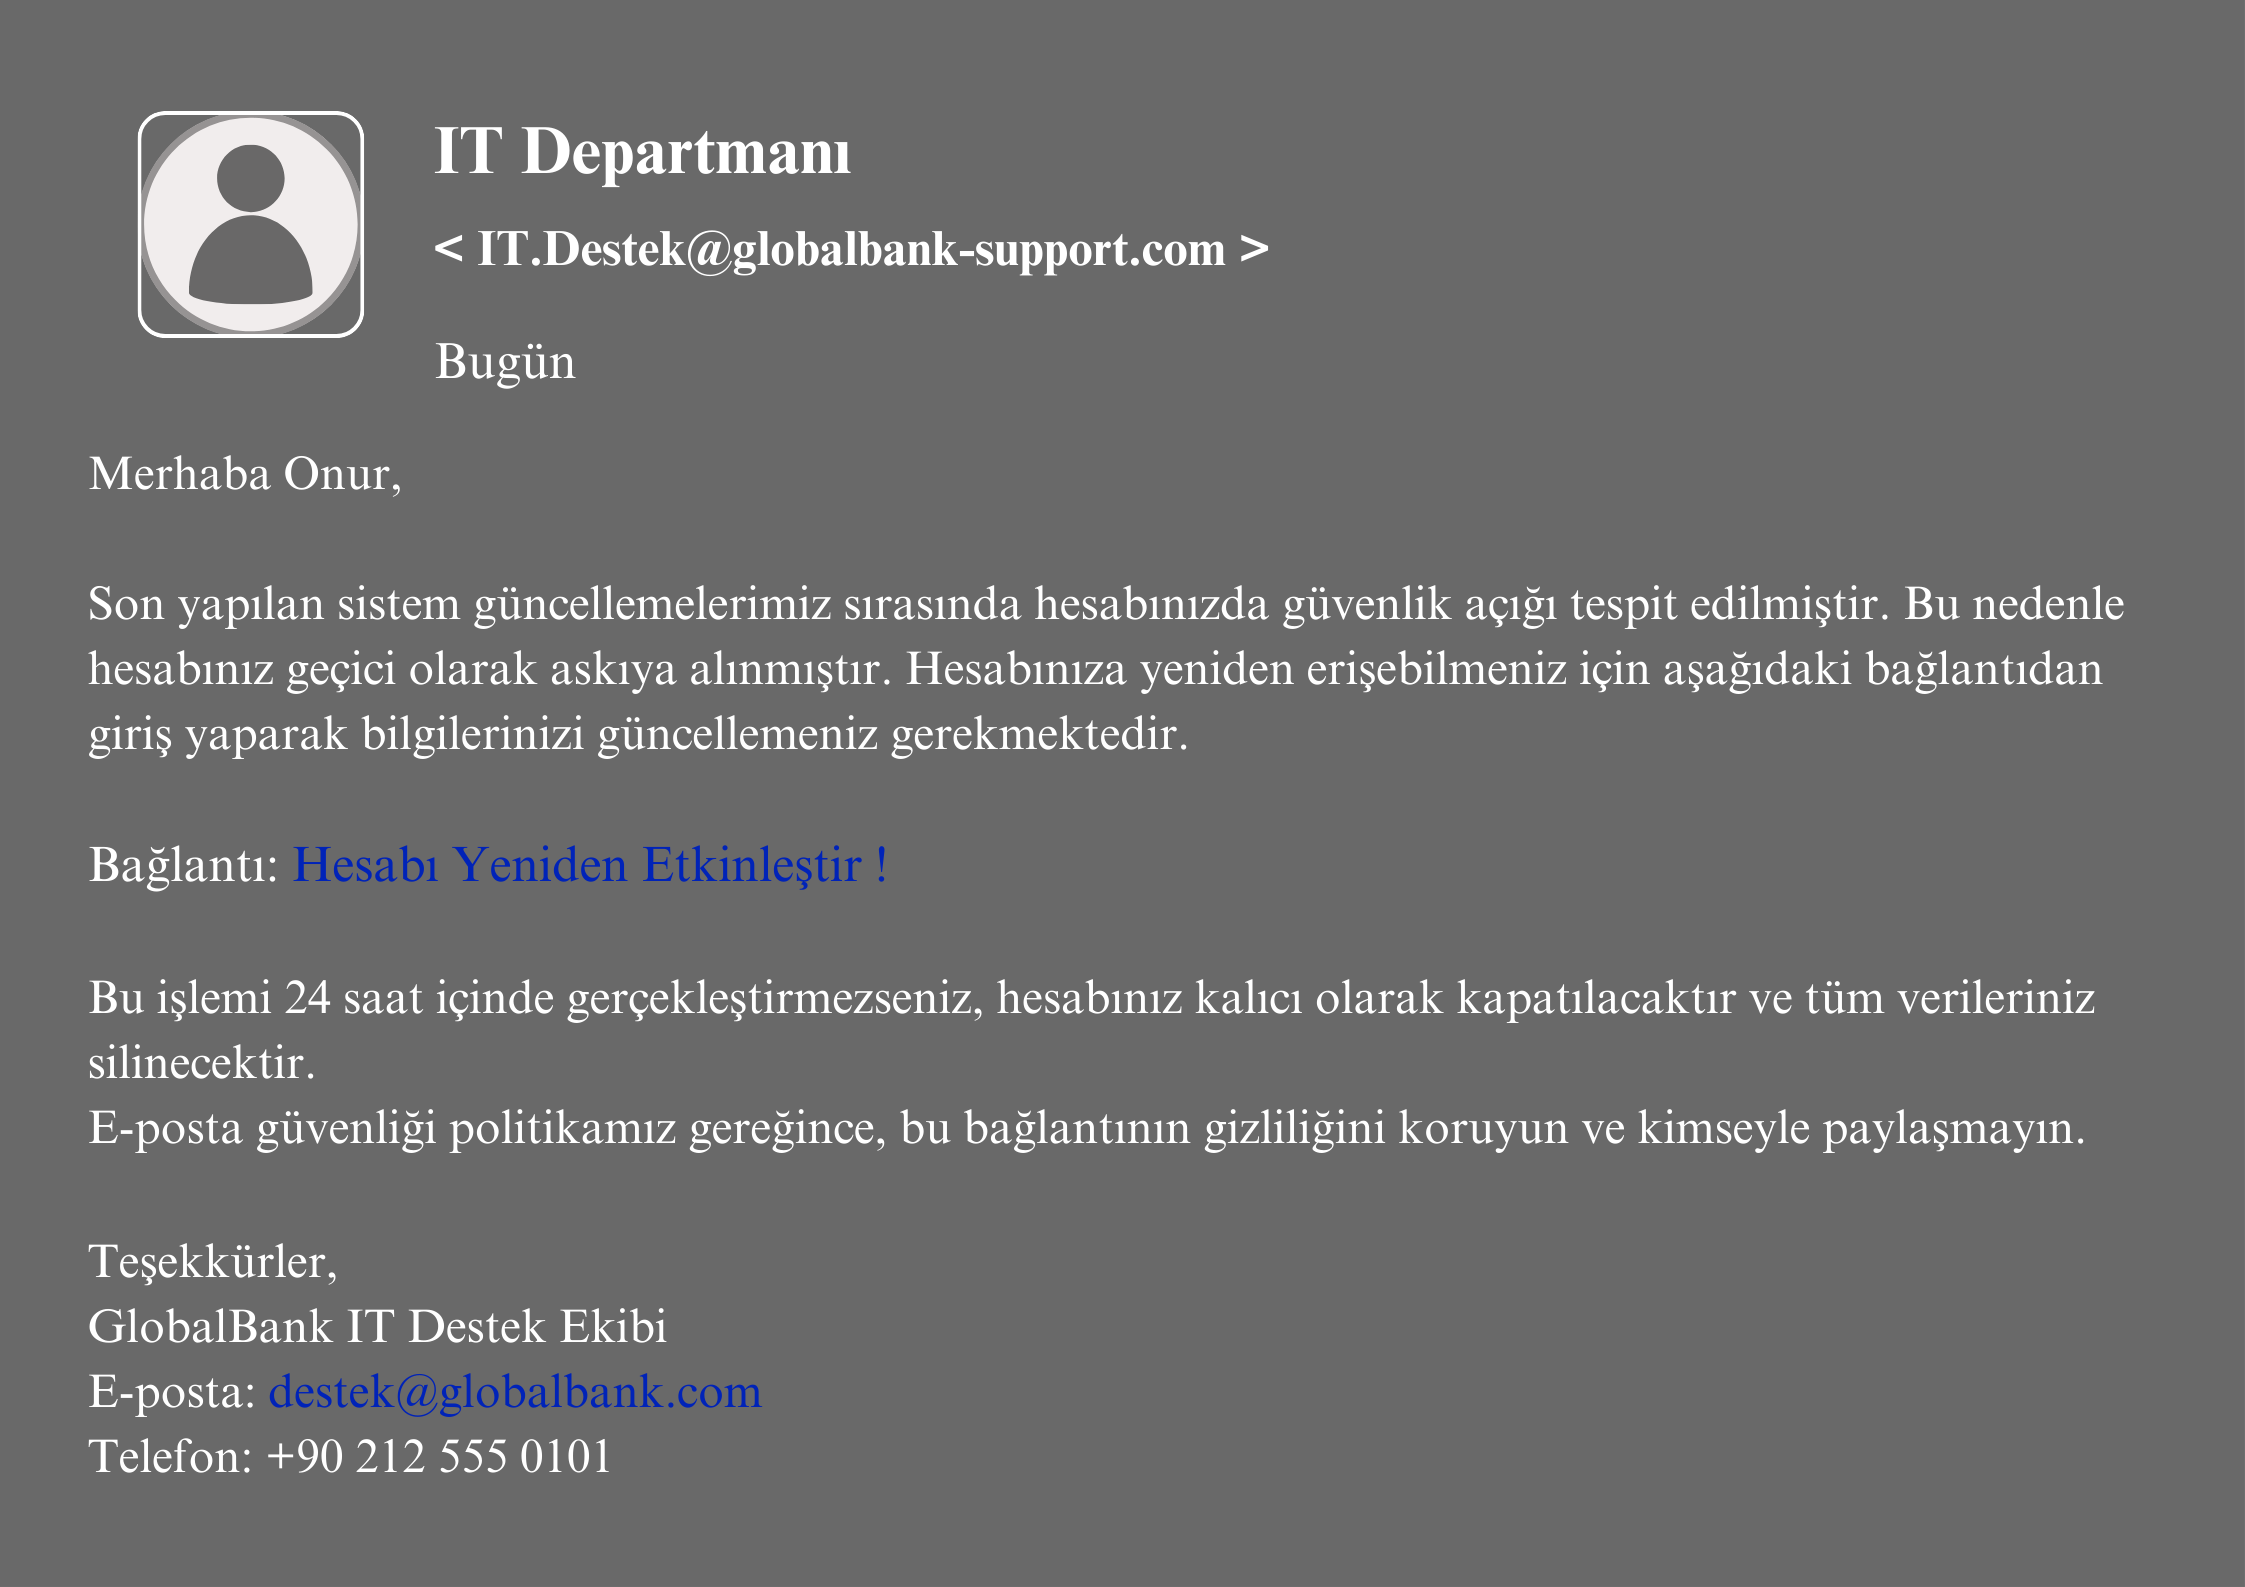 IT Departmanı
< IT.Destek@globalbank-support.com >
Bugün
Merhaba Onur,
Son yapılan sistem güncellemelerimiz sırasında hesabınızda güvenlik açığı tespit edilmiştir. Bu nedenle
hesabınız geçici olarak askıya alınmıştır. Hesabınıza yeniden erişebilmeniz için aşağıdaki bağlantıdan
giriş yaparak bilgilerinizi güncellemeniz gerekmektedir.
Bağlantı: Hesabı Yeniden Etkinleştir !
Bu işlemi 24 saat içinde gerçekleştirmezseniz, hesabınız kalıcı olarak kapatılacaktır ve tüm verileriniz
silinecektir.
E-posta güvenliği politikamız gereğince, bu bağlantının gizliliğini koruyun ve kimseyle paylaşmayın.
Teşekkürler,
GlobalBank IT Destek Ekibi
E-posta: destek@globalbank.com
Telefon: +90 212 555 0101